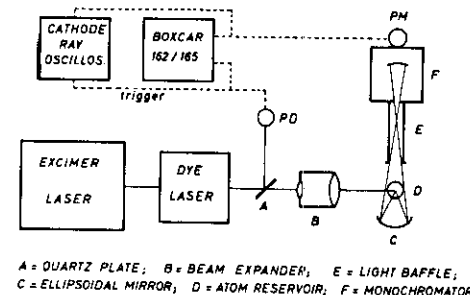 CATHODE
RAY
OSCILLOS.
BOXCAR
162 / 165
PM
F
trigger
PD
E
EXCIMER
LASER
DYE
LASER
A
B
D
C
A = QUARTZ PLATE; B = BEAM EXPANDER; E = LIGHT BAFFLE;
C = ELLIPSOIDAL MIRROR; D = ATOM RESERVOIR; F = MONOCHROMATOR